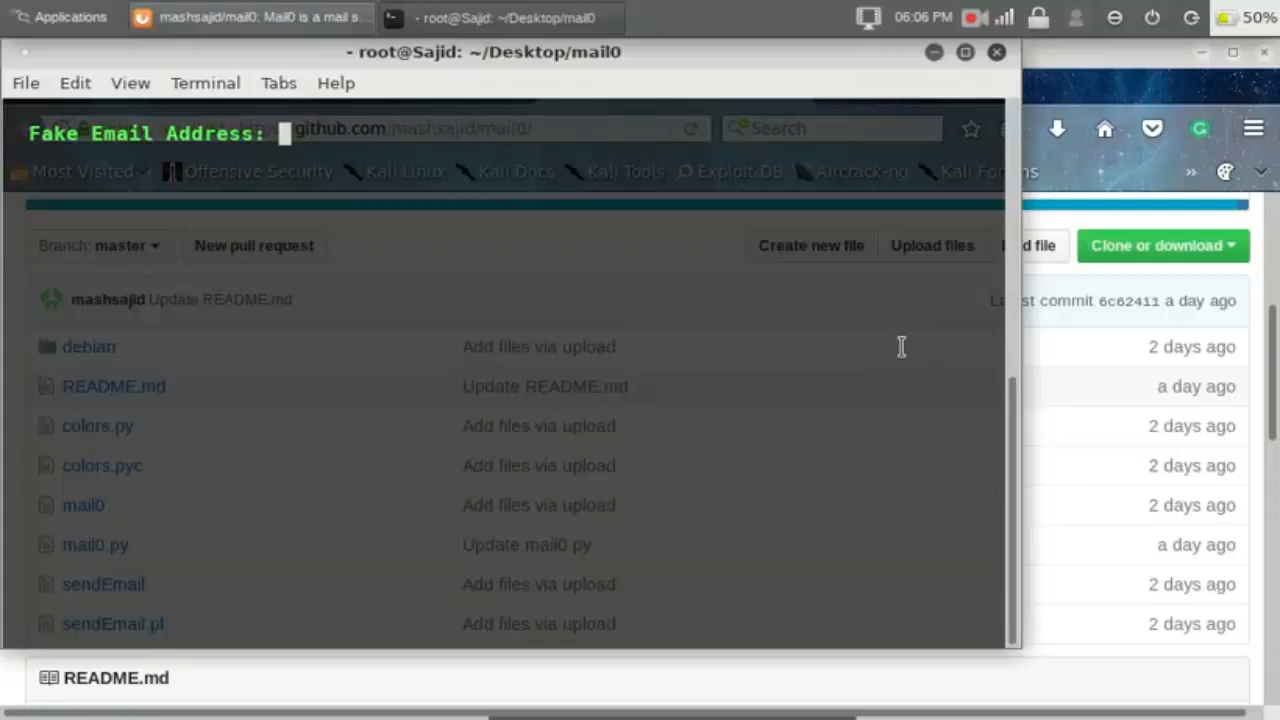 Applications
mashsajid/mail0: Mail0 is a mail s...
- root@Sajid: ~/Desktop/mail0
06:06 PM
50%
- root@Sajid: ~/Desktop/mail0
File Edit View Terminal Tabs Help
Fake Email Address:
github.com/mashsajid/mail0/
Search
Most Visited
Offensive Security
Kali Linux
Kali Docs
Kali Tools
Exploit-DB
Aircrack-ng
Kali Fo ms
»
Branch: master
New pull request
Create new file
Upload files
d file
Clone or download
mashsajid Update README.md
La st commit 6c62411 a day ago
debian Add files via upload 2 days ago
README.md Update README.md a day ago
colors.py Add files via upload 2 days ago
colors.pyc Add files via upload 2 days ago
mail0 Add files via upload 2 days ago
mail0.py Update mail0.py a day ago
sendEmail Add files via upload 2 days ago
sendEmail.pl Add files via upload 2 days ago
README.md